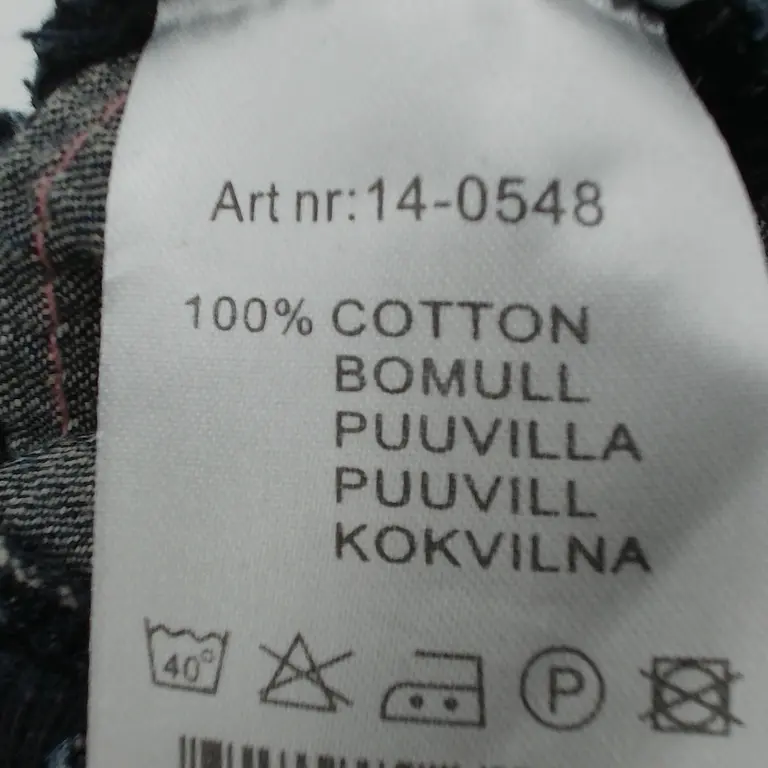 Art nr:14-0548
100% COTTON
BOMULL
PUUVILLA
PUUVILL
KOKVILNA
40° P